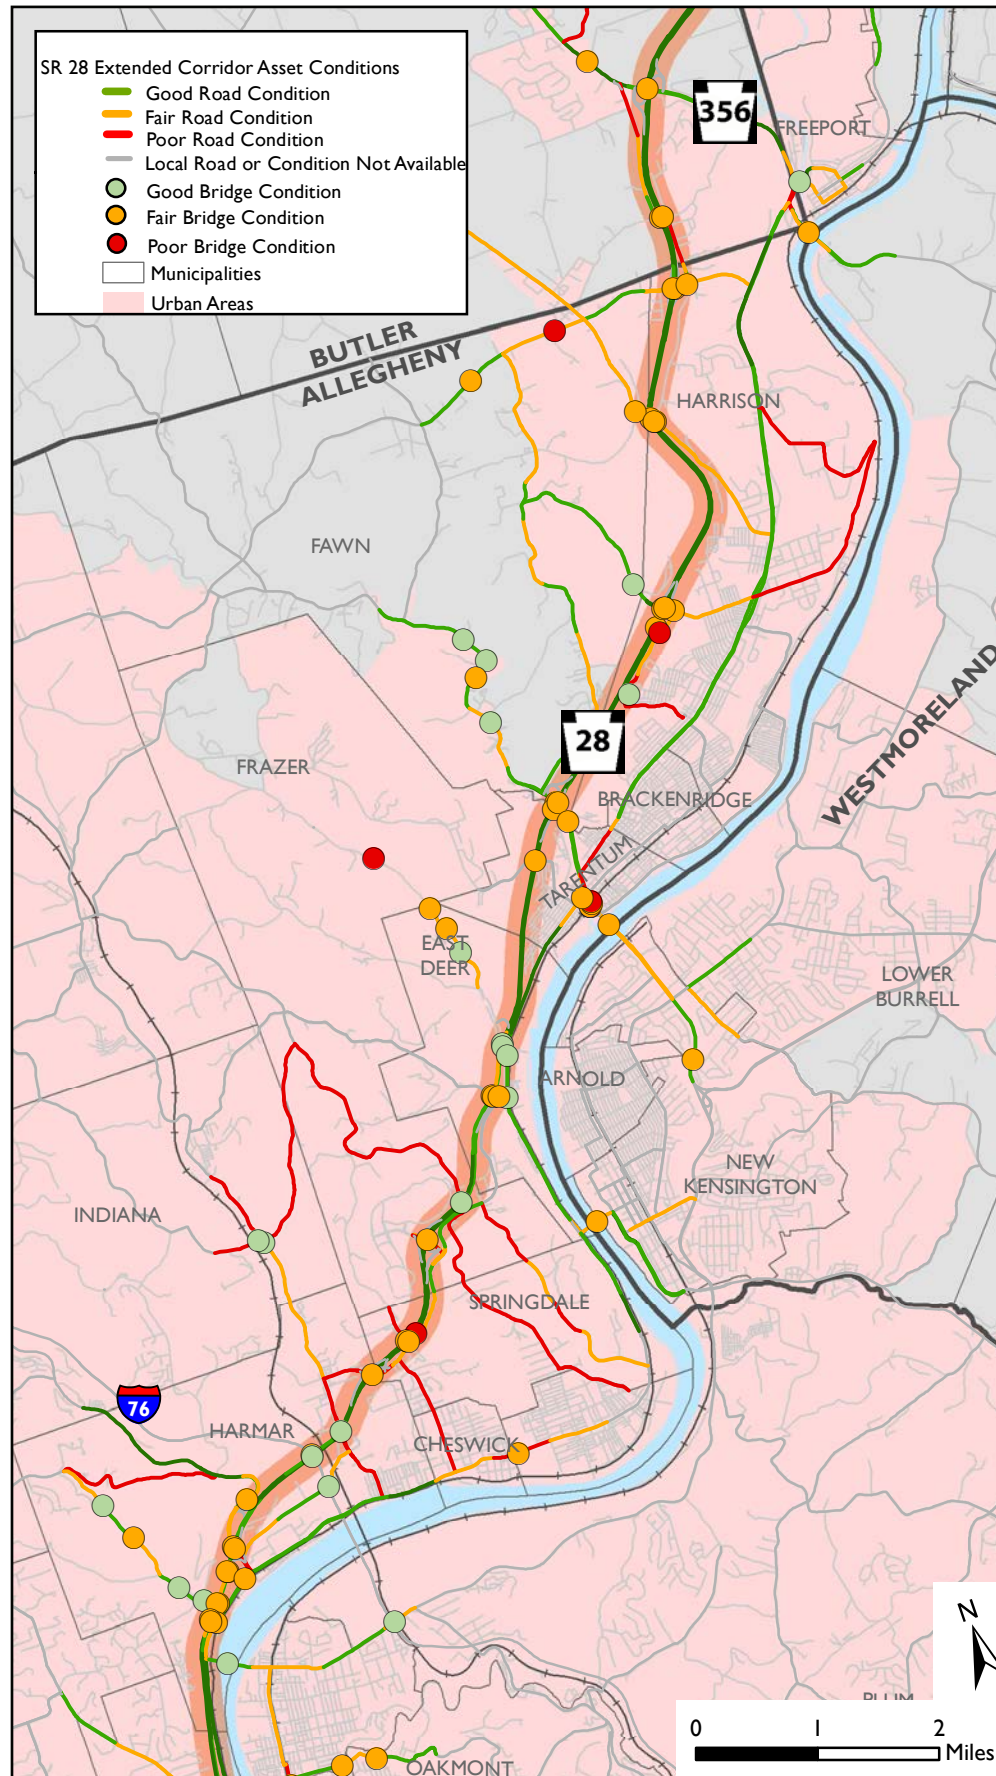 SR 28 Extended Corridor Asset Conditions
Good Road Condition
Fair Road Condition
Poor Road Condition
Local Road or Condition Not Available
Good Bridge Condition
Fair Bridge Condition
Poor Bridge Condition
Municipalities
Urban Areas
356
FREEPORT
BUTLER
ALLEGHENY
HARRISON
FAWN
WESTMORELAND
28
FRAZER
BRACKENRIDGE
TARENTUM
EAST
DEER
LOWER
BURRELL
ARNOLD
NEW
KENSINGTON
INDIANA
SPRINGDALE
76
HARMAR
CHESWICK
N
PLUM
0 1 2
Miles
OAKMONT